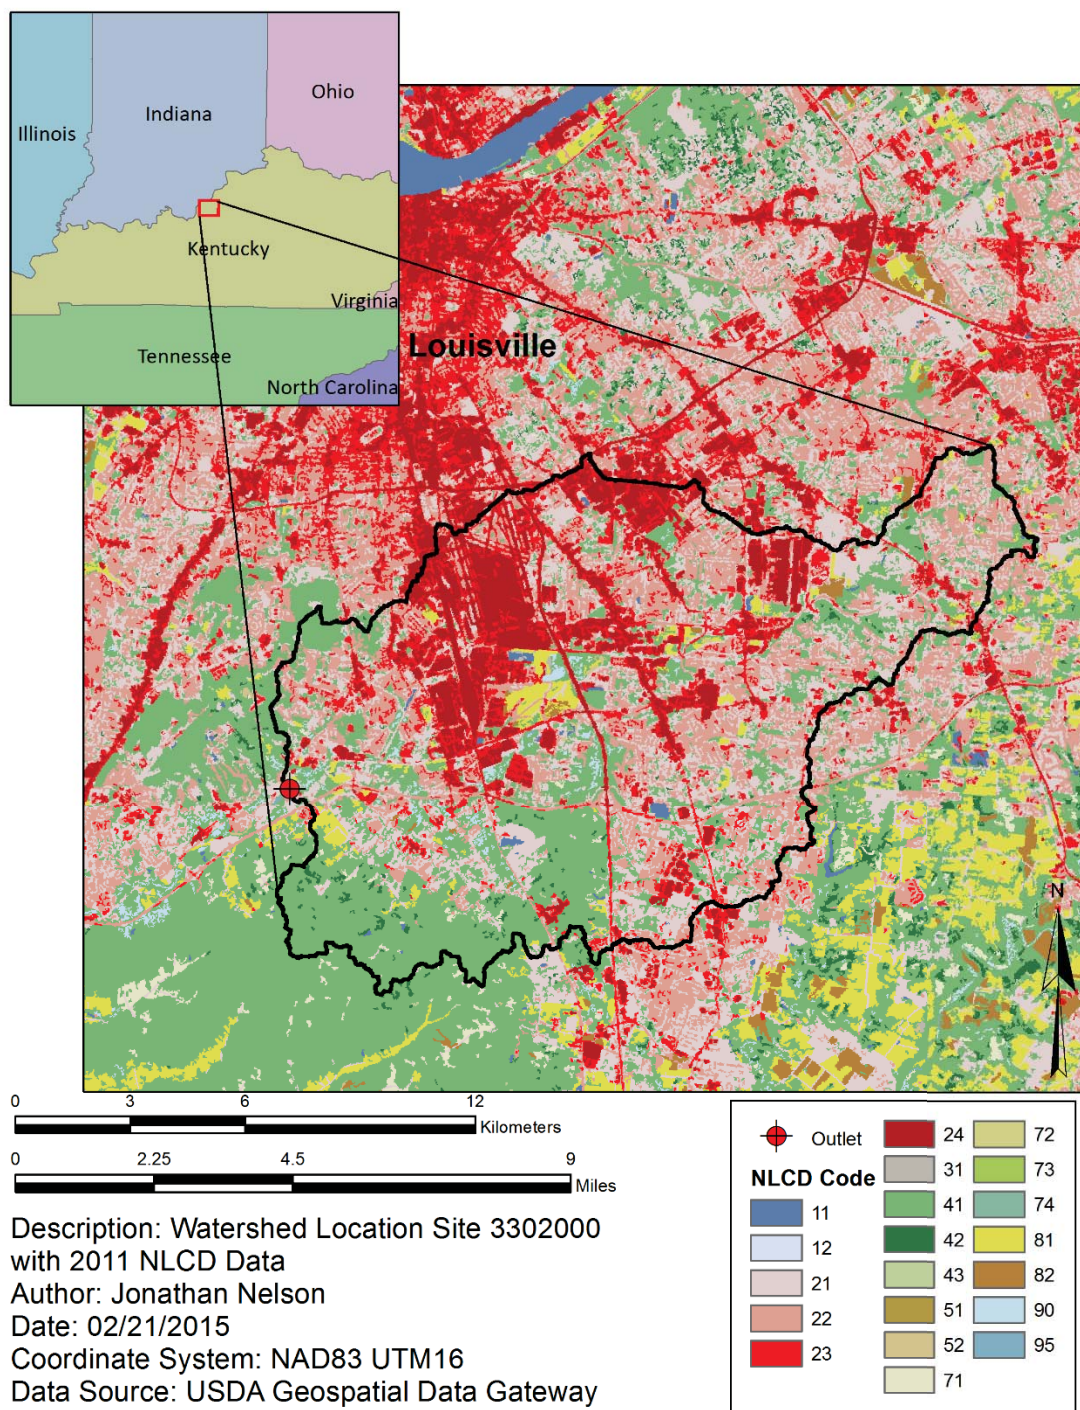 Ohio
Indiana
Illinois
Kentucky
Virginia
Tennessee
North Carolina
Louisville
N
0 3 6 12
Kilometers
0 2.25 4.5 9
Miles
Outlet
NLCD Code
11
12
21
22
23
24
31
41
42
43
51
52
71
72
73
74
81
82
90
95
Description: Watershed Location Site 3302000
with 2011 NLCD Data
Author: Jonathan Nelson
Date: 02/21/2015
Coordinate System: NAD83 UTM16
Data Source: USDA Geospatial Data Gateway